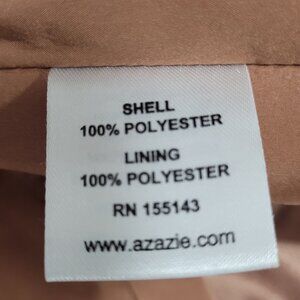 SHELL
100% POLYESTER
LINING
100% POLYESTER
RN 155143
www.azazie.com